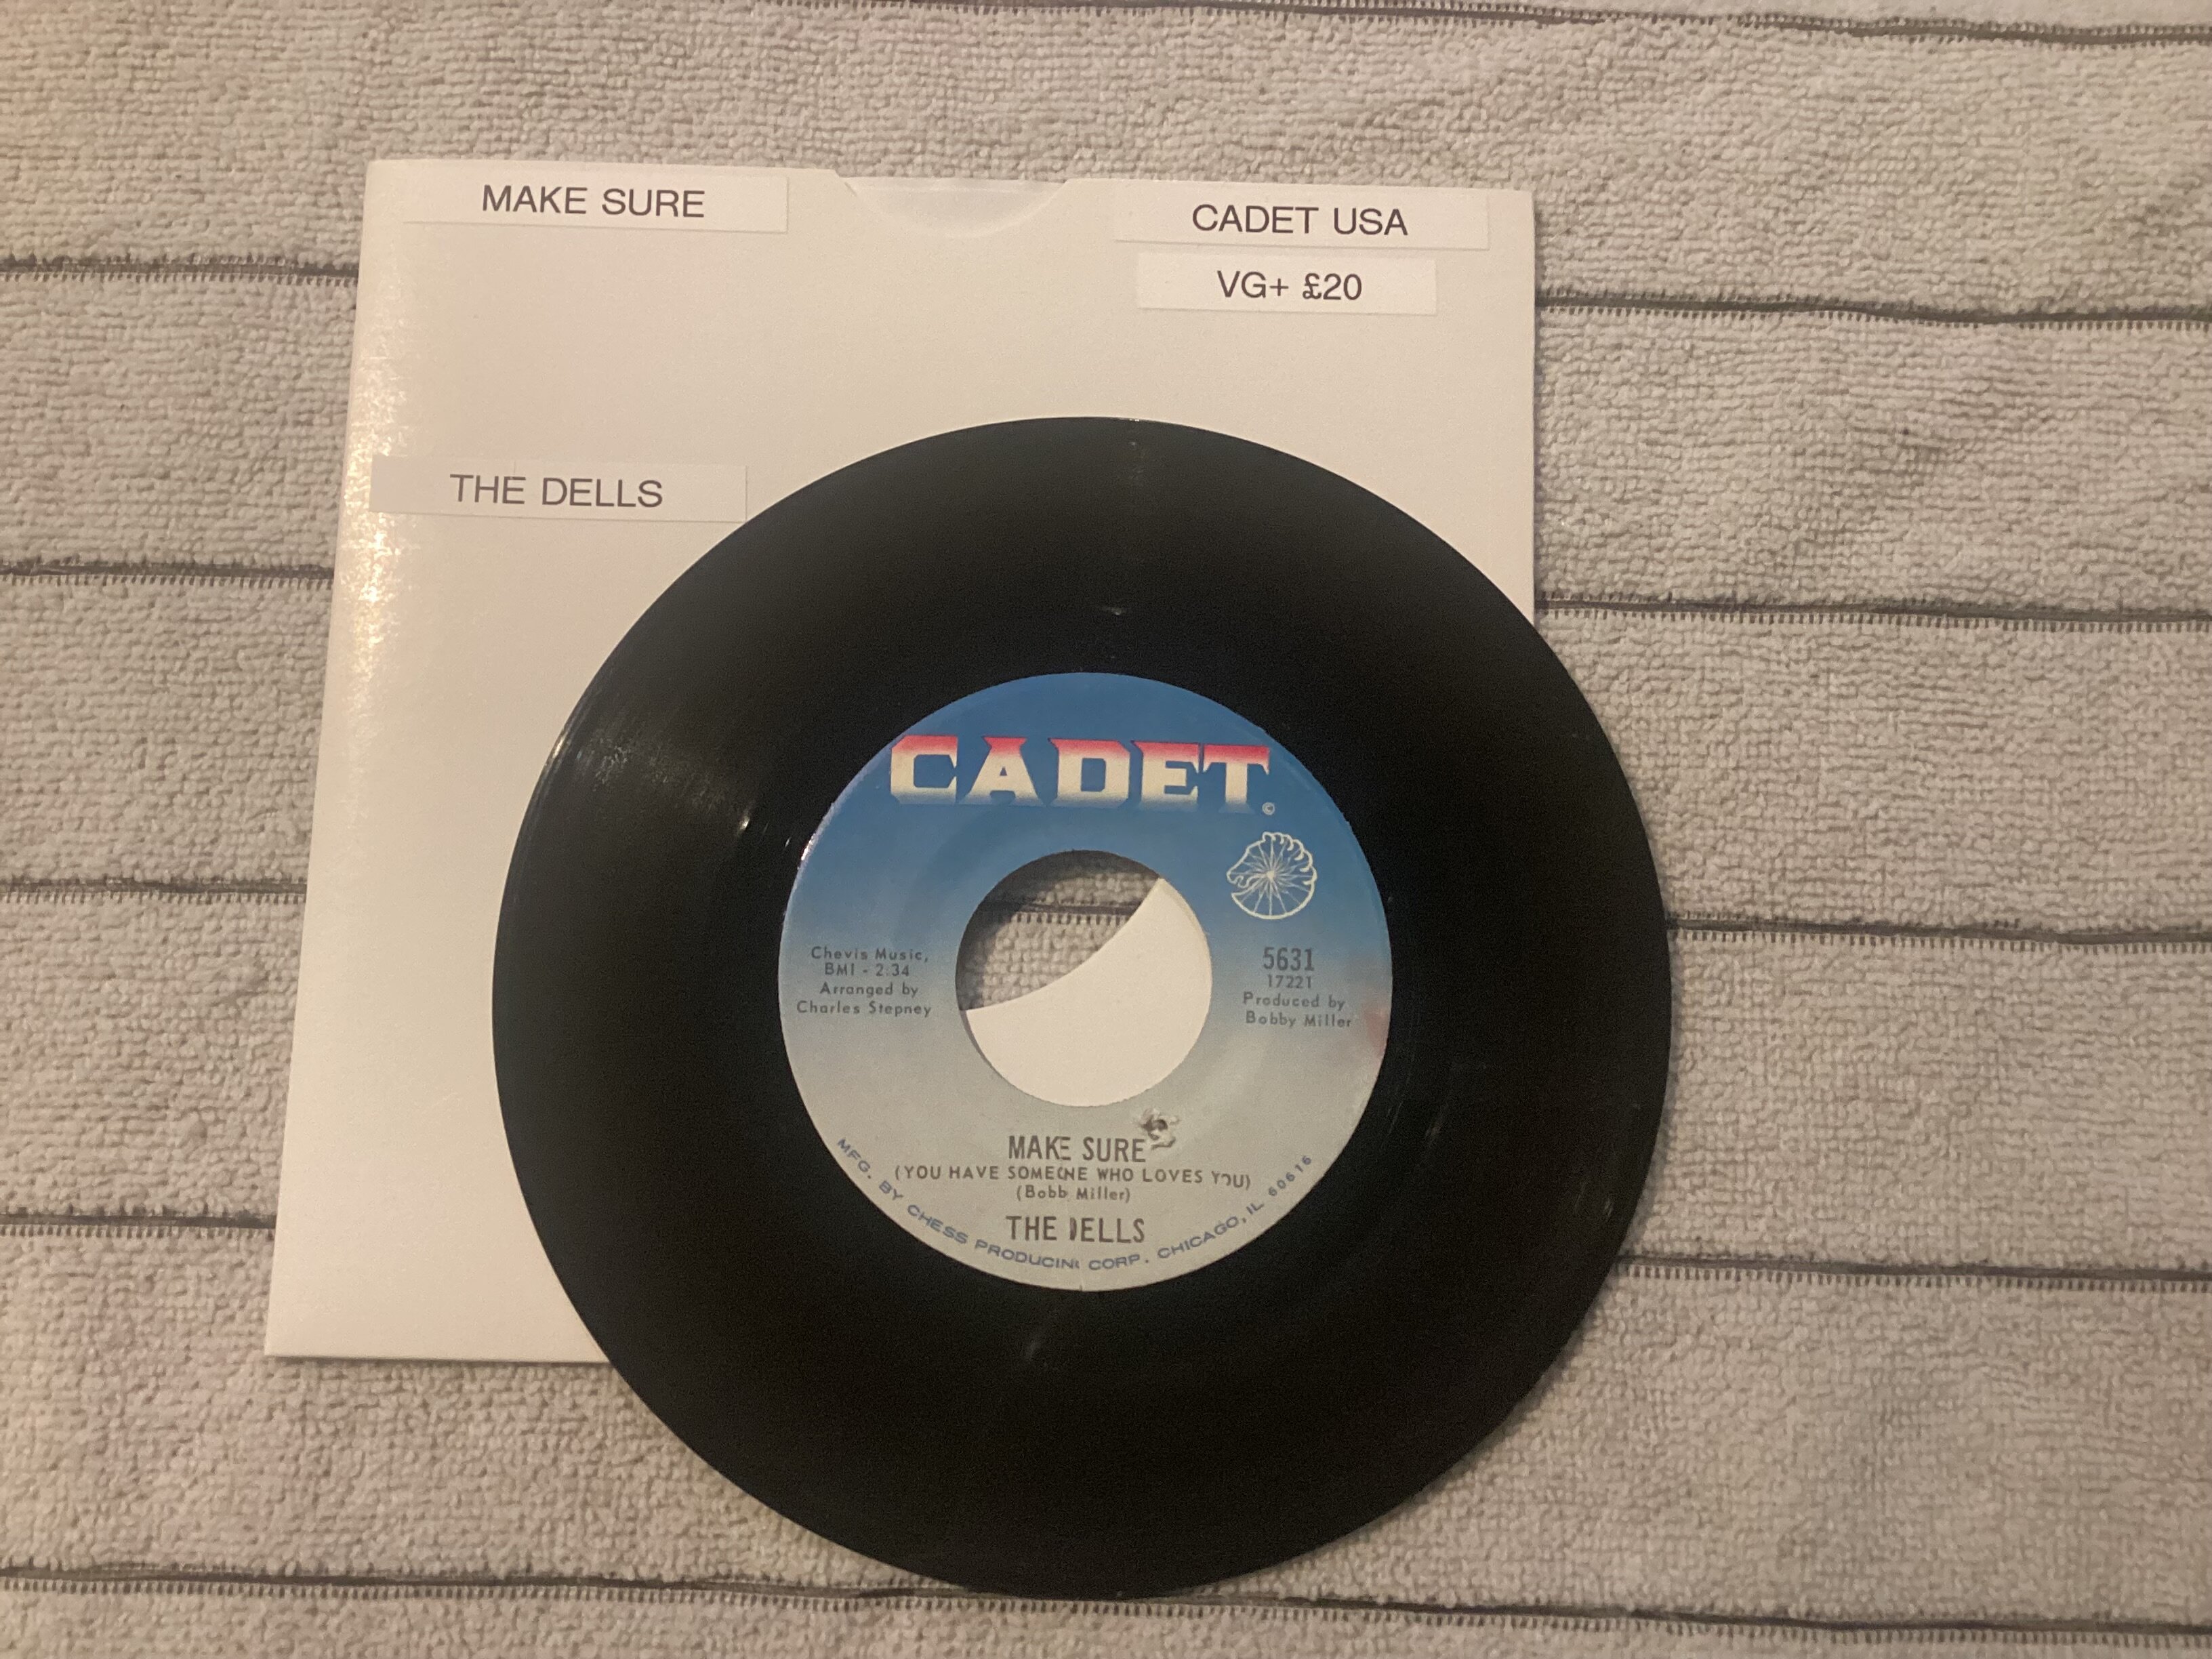 MAKE SURE
CADET USA
VG+ £20
THE DELLS
CADET
©
Chevis Music,
BMI - 2:34
Arranged by
Charles Stepney
5631
17221
Produced by
Bobby Miller
MAKE SURE
(YOU HAVE SOMEONE WHO LOVES YOU)
(Bobb Miller)
THE DELLS
MFG. BY CHESS PRODUCING CORP. CHICAGO, IL 60616